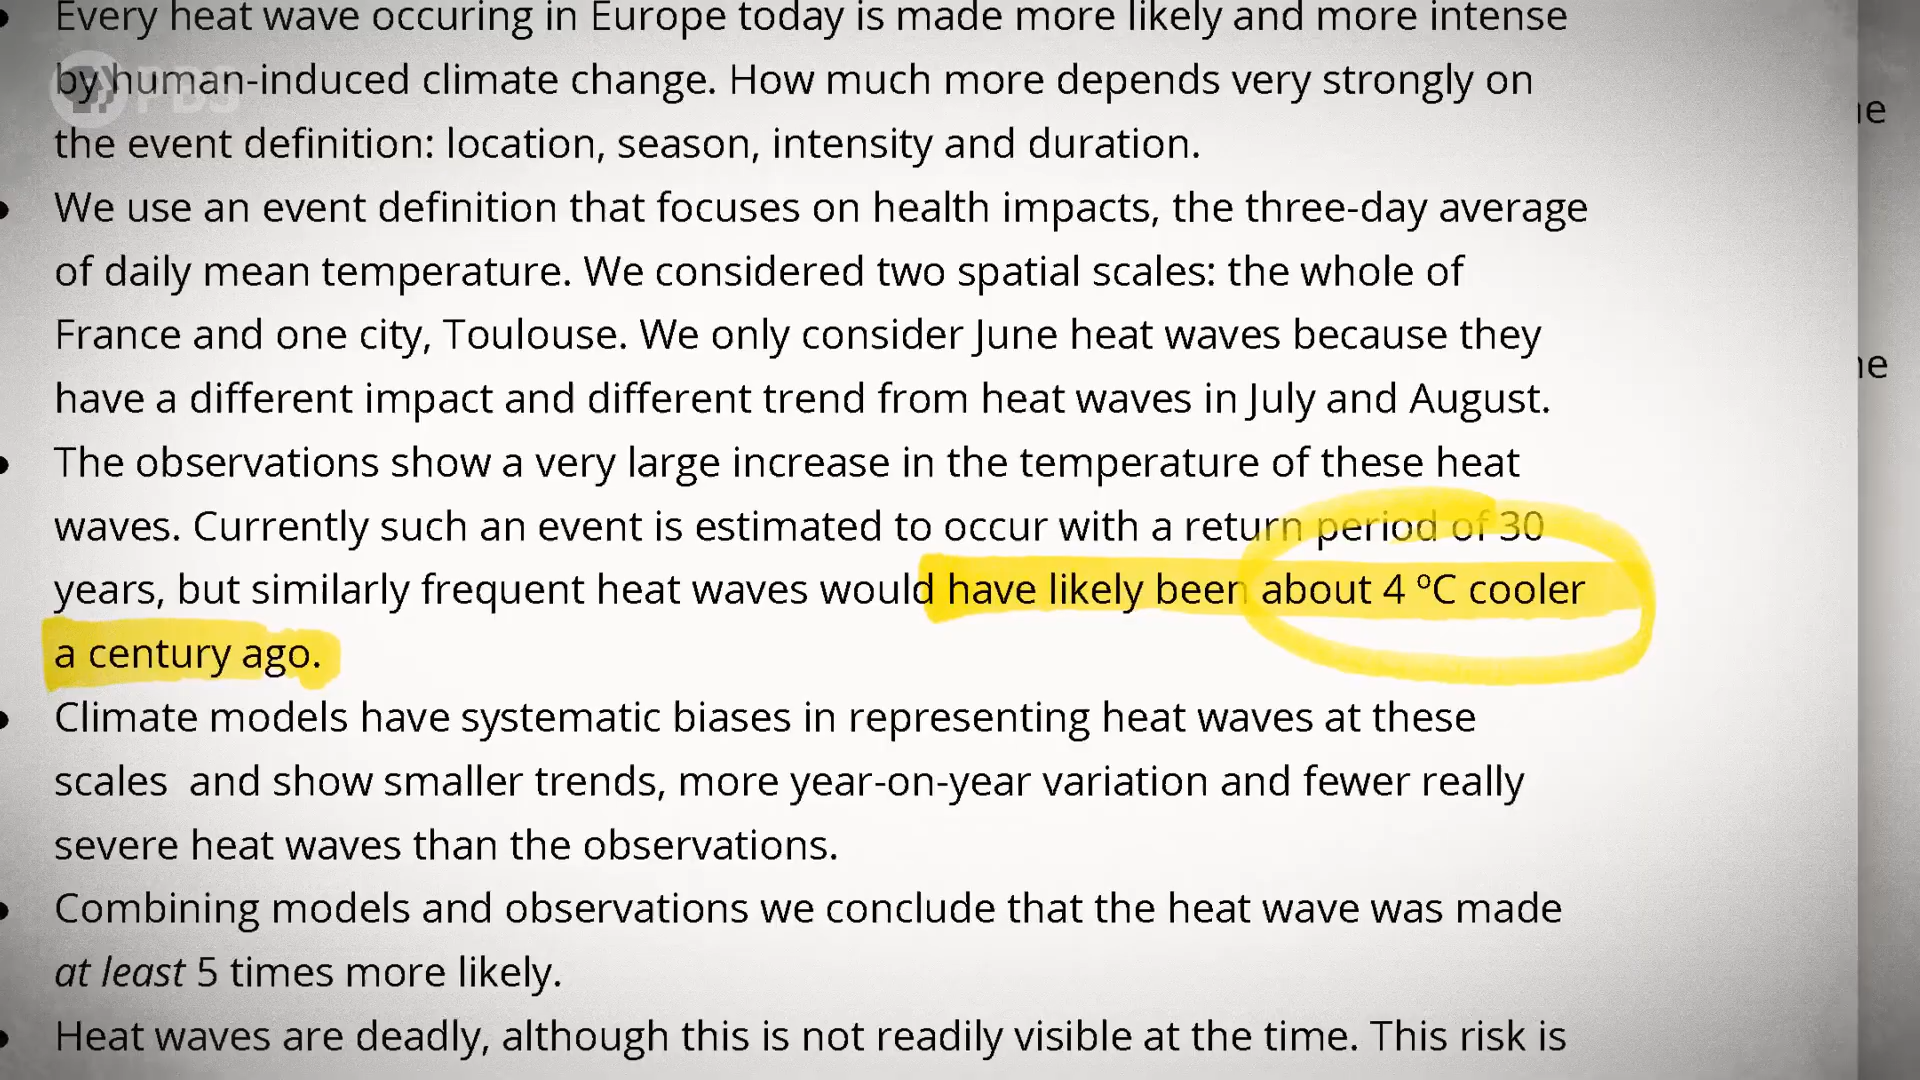 Every heat wave occuring in Europe today is made more likely and more intense
by human-induced climate change. How much more depends very strongly on
the event definition: location, season, intensity and duration.
We use an event definition that focuses on health impacts, the three-day average
of daily mean temperature. We considered two spatial scales: the whole of
France and one city, Toulouse. We only consider June heat waves because they
have a different impact and different trend from heat waves in July and August.
The observations show a very large increase in the temperature of these heat
waves. Currently such an event is estimated to occur with a return period of 30
years, but similarly frequent heat waves would have likely been about 4 ºC cooler
a century ago.
Climate models have systematic biases in representing heat waves at these
scales and show smaller trends, more year-on-year variation and fewer really
severe heat waves than the observations.
Combining models and observations we conclude that the heat wave was made
at least 5 times more likely.
Heat waves are deadly, although this is not readily visible at the time. This risk is
PBS